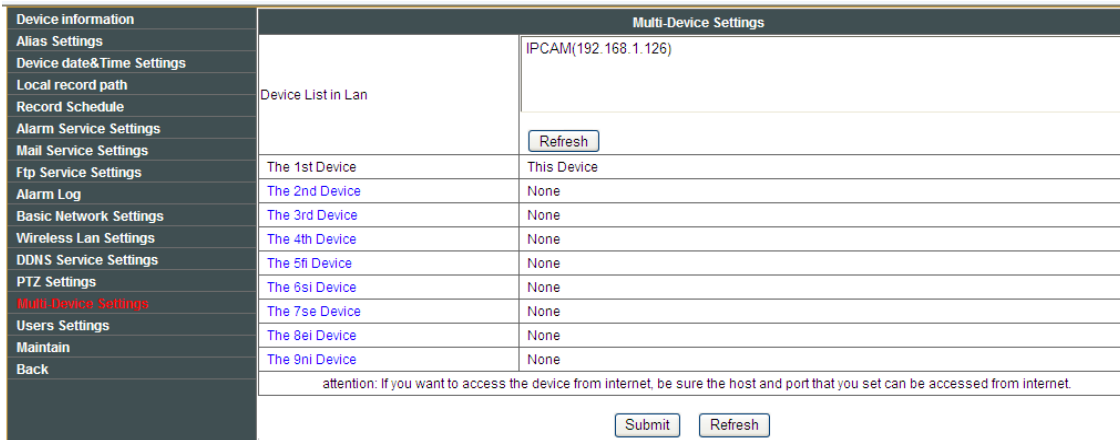 Device information
Alias Settings
Device date&Time Settings
Local record path
Record Schedule
Alarm Service Settings
Mail Service Settings
Ftp Service Settings
Alarm Log
Basic Network Settings
Wireless Lan Settings
DDNS Service Settings
PTZ Settings
Multi-Device Settings
Users Settings
Maintain
Back
Multi-Device Settings
Device List in Lan
IPCAM(192.168.1.126)
Refresh
The 1st Device This Device
The 2nd Device None
The 3rd Device None
The 4th Device None
The 5fi Device None
The 6si Device None
The 7se Device None
The 8ei Device None
The 9ni Device None
attention: If you want to access the device from internet, be sure the host and port that you set can be accessed from internet.
Submit Refresh